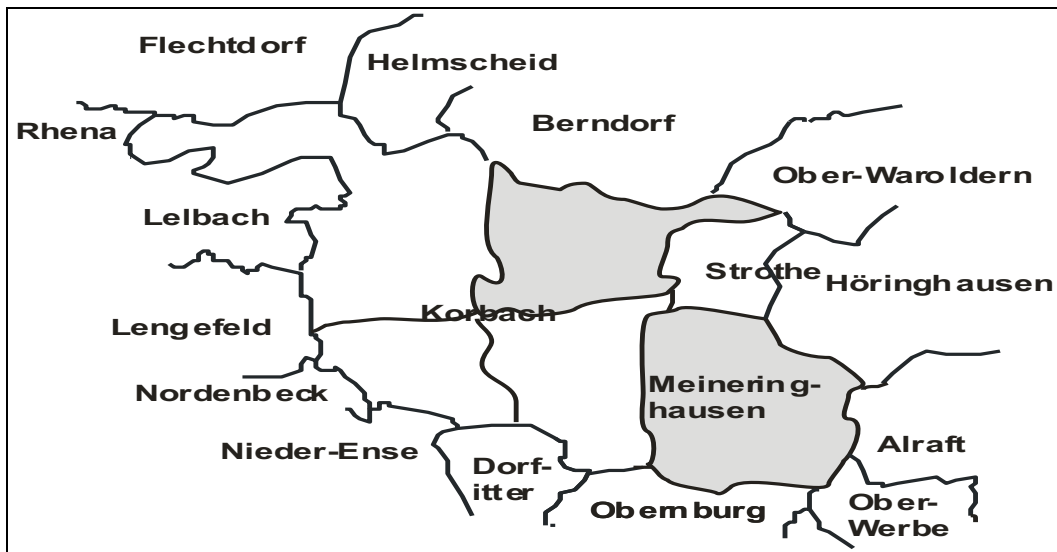 Flechtdorf
Helmscheid
Berndorf
Rhena
Ober-Waroldern
Lelbach
Strothe
Höringhausen
Korbach
Lengefeld
Nordenbeck
Meinering-
hausen
Nieder-Ense
Alraft
Dorf-
itter
Obernburg
Ober-
Werbe